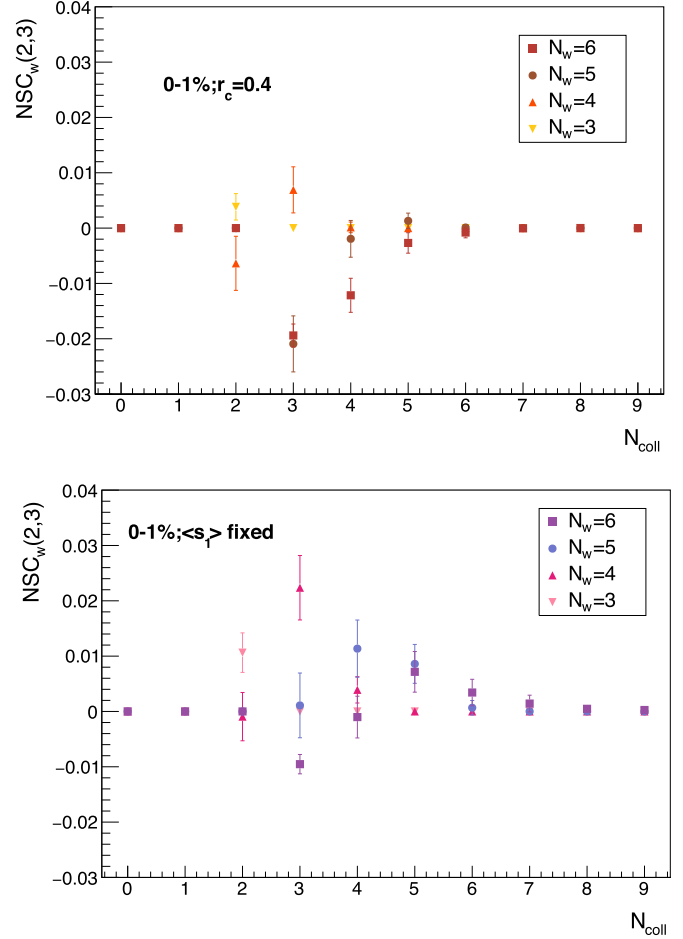 0.04
0.03
0.02
0.01
0
−0.01
−0.02
−0.03
NSC_w(2,3)
0-1%;r_c=0.4
N_w=6
N_w=5
N_w=4
N_w=3
0 1 2 3 4 5 6 7 8 9
N_coll
0.04
0.03
0.02
0.01
0
−0.01
−0.02
−0.03
NSC_w(2,3)
0-1%;<s_1> fixed
N_w=6
N_w=5
N_w=4
N_w=3
0 1 2 3 4 5 6 7 8 9
N_coll